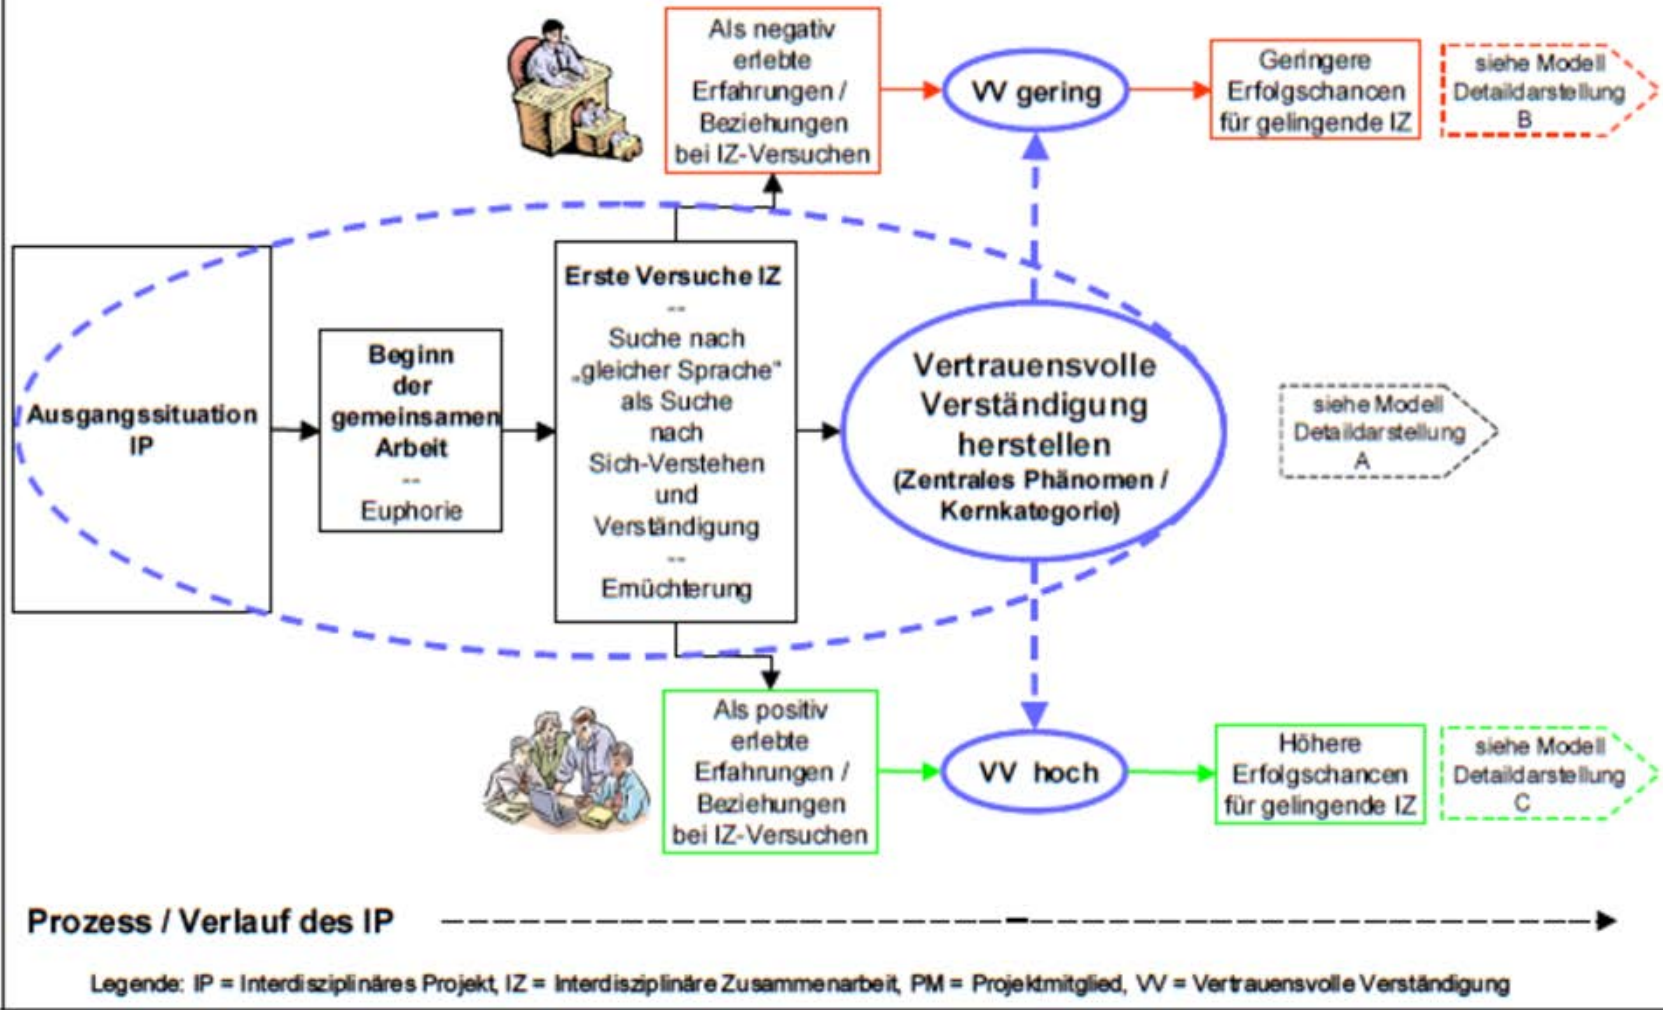 Als negativ
erlebte
Erfahrungen /
Beziehungen
bei IZ-Versuchen
VV gering
Geringere
Erfolgschancen
für gelingende IZ
siehe Modell
Detaildarstellung
B
Ausgangssituation
IP
Beginn
der
gemeinsamen
Arbeit
--
Euphorie
Erste Versuche IZ
--
Suche nach
„gleicher Sprache“
als Suche
nach
Sich-Verstehen
und
Verständigung
--
Ernüchterung
Vertrauensvolle
Verständigung
herstellen
(Zentrales Phänomen /
Kernkategorie)
siehe Modell
Detaildarstellung
A
Als positiv
erlebte
Erfahrungen /
Beziehungen
bei IZ-Versuchen
VV hoch
Höhere
Erfolgschancen
für gelingende IZ
siehe Modell
Detaildarstellung
C
Prozess / Verlauf des IP
Legende: IP = Interdisziplinäres Projekt, IZ = Interdisziplinäre Zusammenarbeit, PM = Projektmitglied, VV = Vertrauensvolle Verständigung